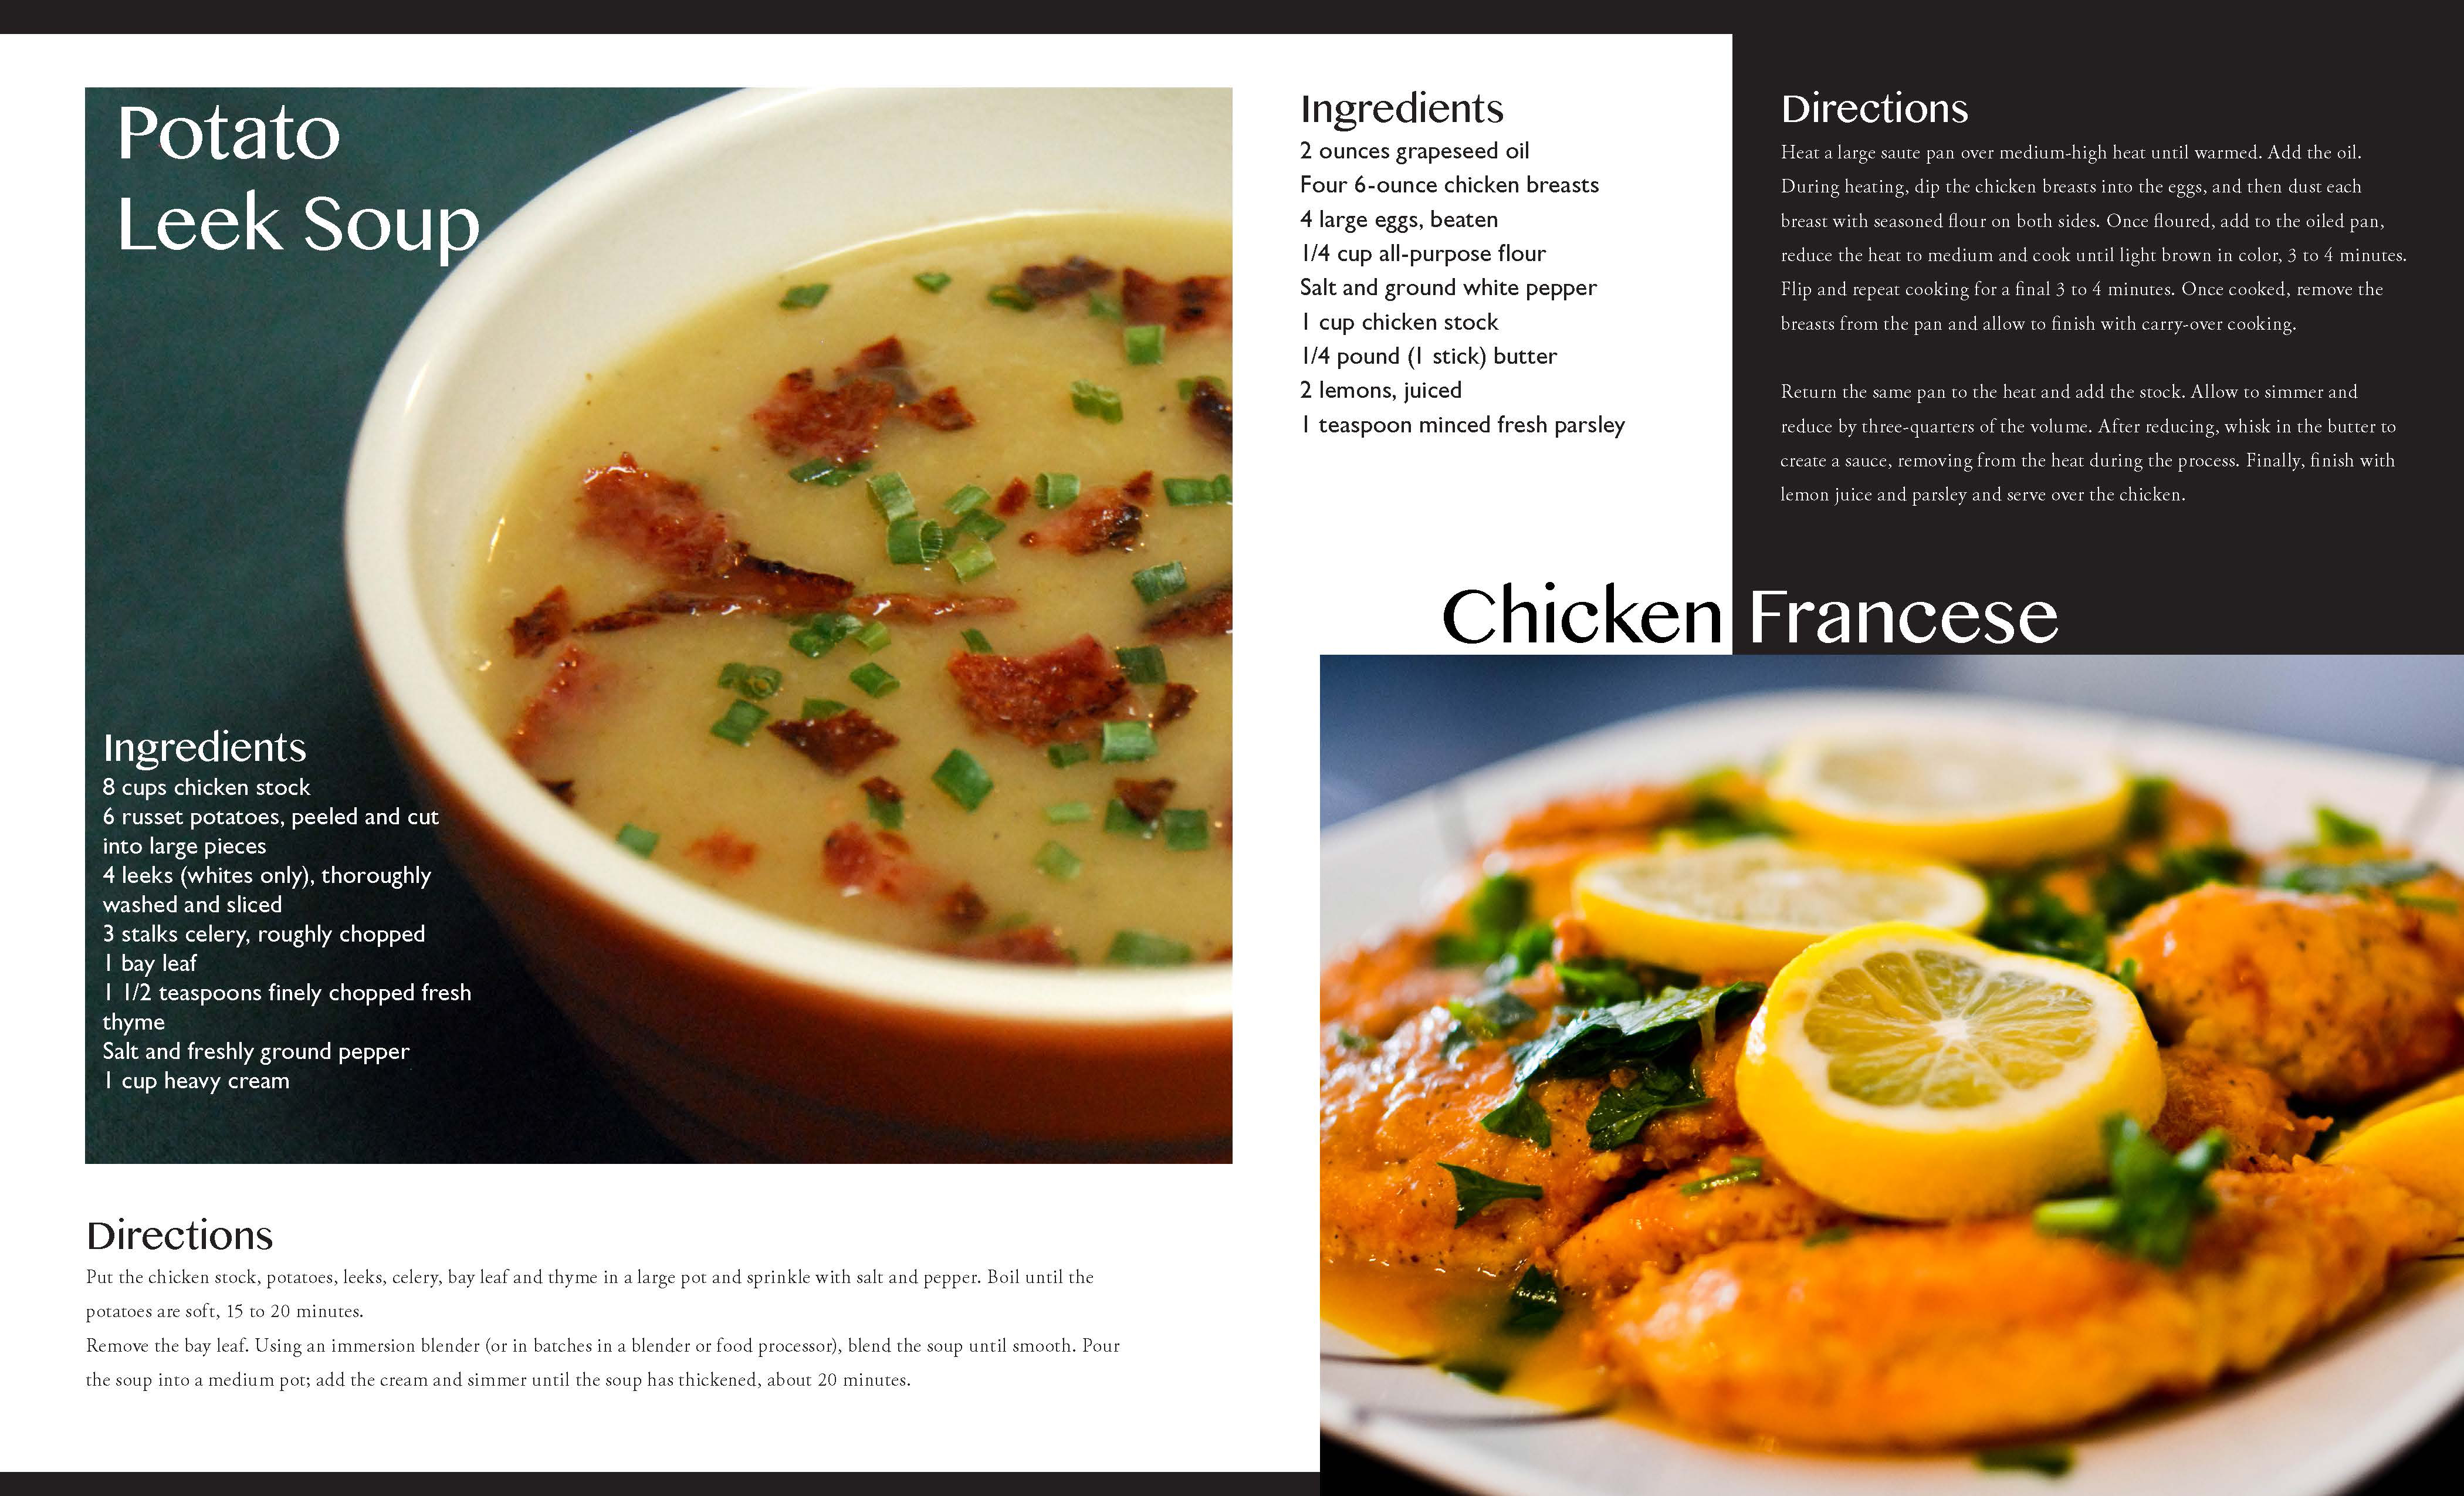 Potato
Leek Soup
Ingredients
8 cups chicken stock
6 russet potatoes, peeled and cut
into large pieces
4 leeks (whites only), thoroughly
washed and sliced
3 stalks celery, roughly chopped
1 bay leaf
1 1/2 teaspoons finely chopped fresh
thyme
Salt and freshly ground pepper
1 cup heavy cream
Directions
Put the chicken stock, potatoes, leeks, celery, bay leaf and thyme in a large pot and sprinkle with salt and pepper. Boil until the
potatoes are soft, 15 to 20 minutes.
Remove the bay leaf. Using an immersion blender (or in batches in a blender or food processor), blend the soup until smooth. Pour
the soup into a medium pot; add the cream and simmer until the soup has thickened, about 20 minutes.
Ingredients
2 ounces grapeseed oil
Four 6-ounce chicken breasts
4 large eggs, beaten
1/4 cup all-purpose flour
Salt and ground white pepper
1 cup chicken stock
1/4 pound (1 stick) butter
2 lemons, juiced
1 teaspoon minced fresh parsley
Directions
Heat a large saute pan over medium-high heat until warmed. Add the oil.
During heating, dip the chicken breasts into the eggs, and then dust each
breast with seasoned flour on both sides. Once floured, add to the oiled pan,
reduce the heat to medium and cook until light brown in color, 3 to 4 minutes.
Flip and repeat cooking for a final 3 to 4 minutes. Once cooked, remove the
breasts from the pan and allow to finish with carry-over cooking.
Return the same pan to the heat and add the stock. Allow to simmer and
reduce by three-quarters of the volume. After reducing, whisk in the butter to
create a sauce, removing from the heat during the process. Finally, finish with
lemon juice and parsley and serve over the chicken.
Chicken Francese